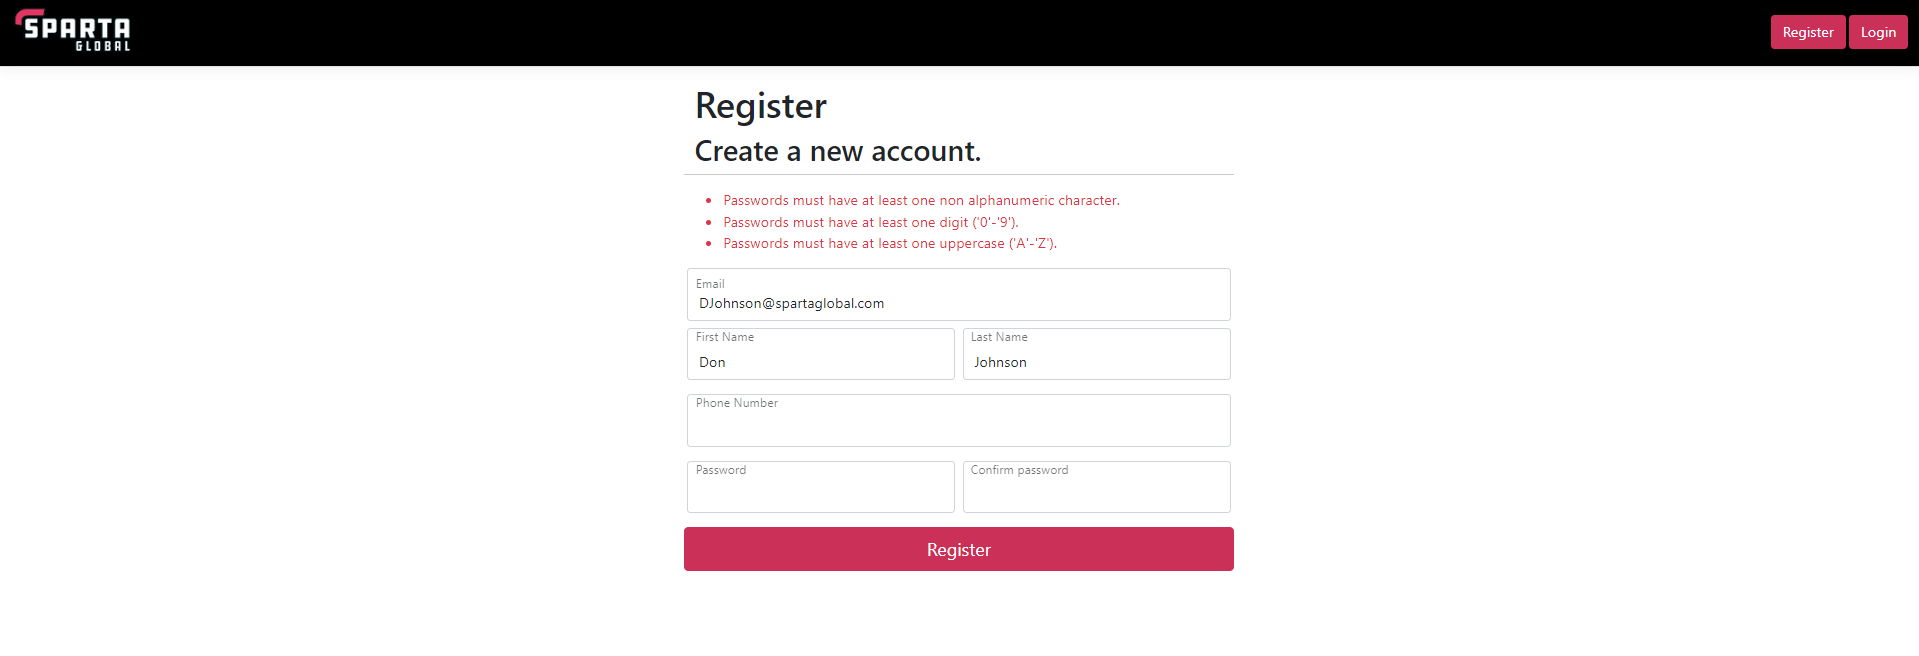 SPARTA
GLOBAL
Register
Login
Register
Create a new account.
Passwords must have at least one non alphanumeric character.
Passwords must have at least one digit ('0'-'9').
Passwords must have at least one uppercase ('A'-'Z').
Email
DJohnson@spartaglobal.com
First Name
Don
Last Name
Johnson
Phone Number
Password
Confirm password
Register